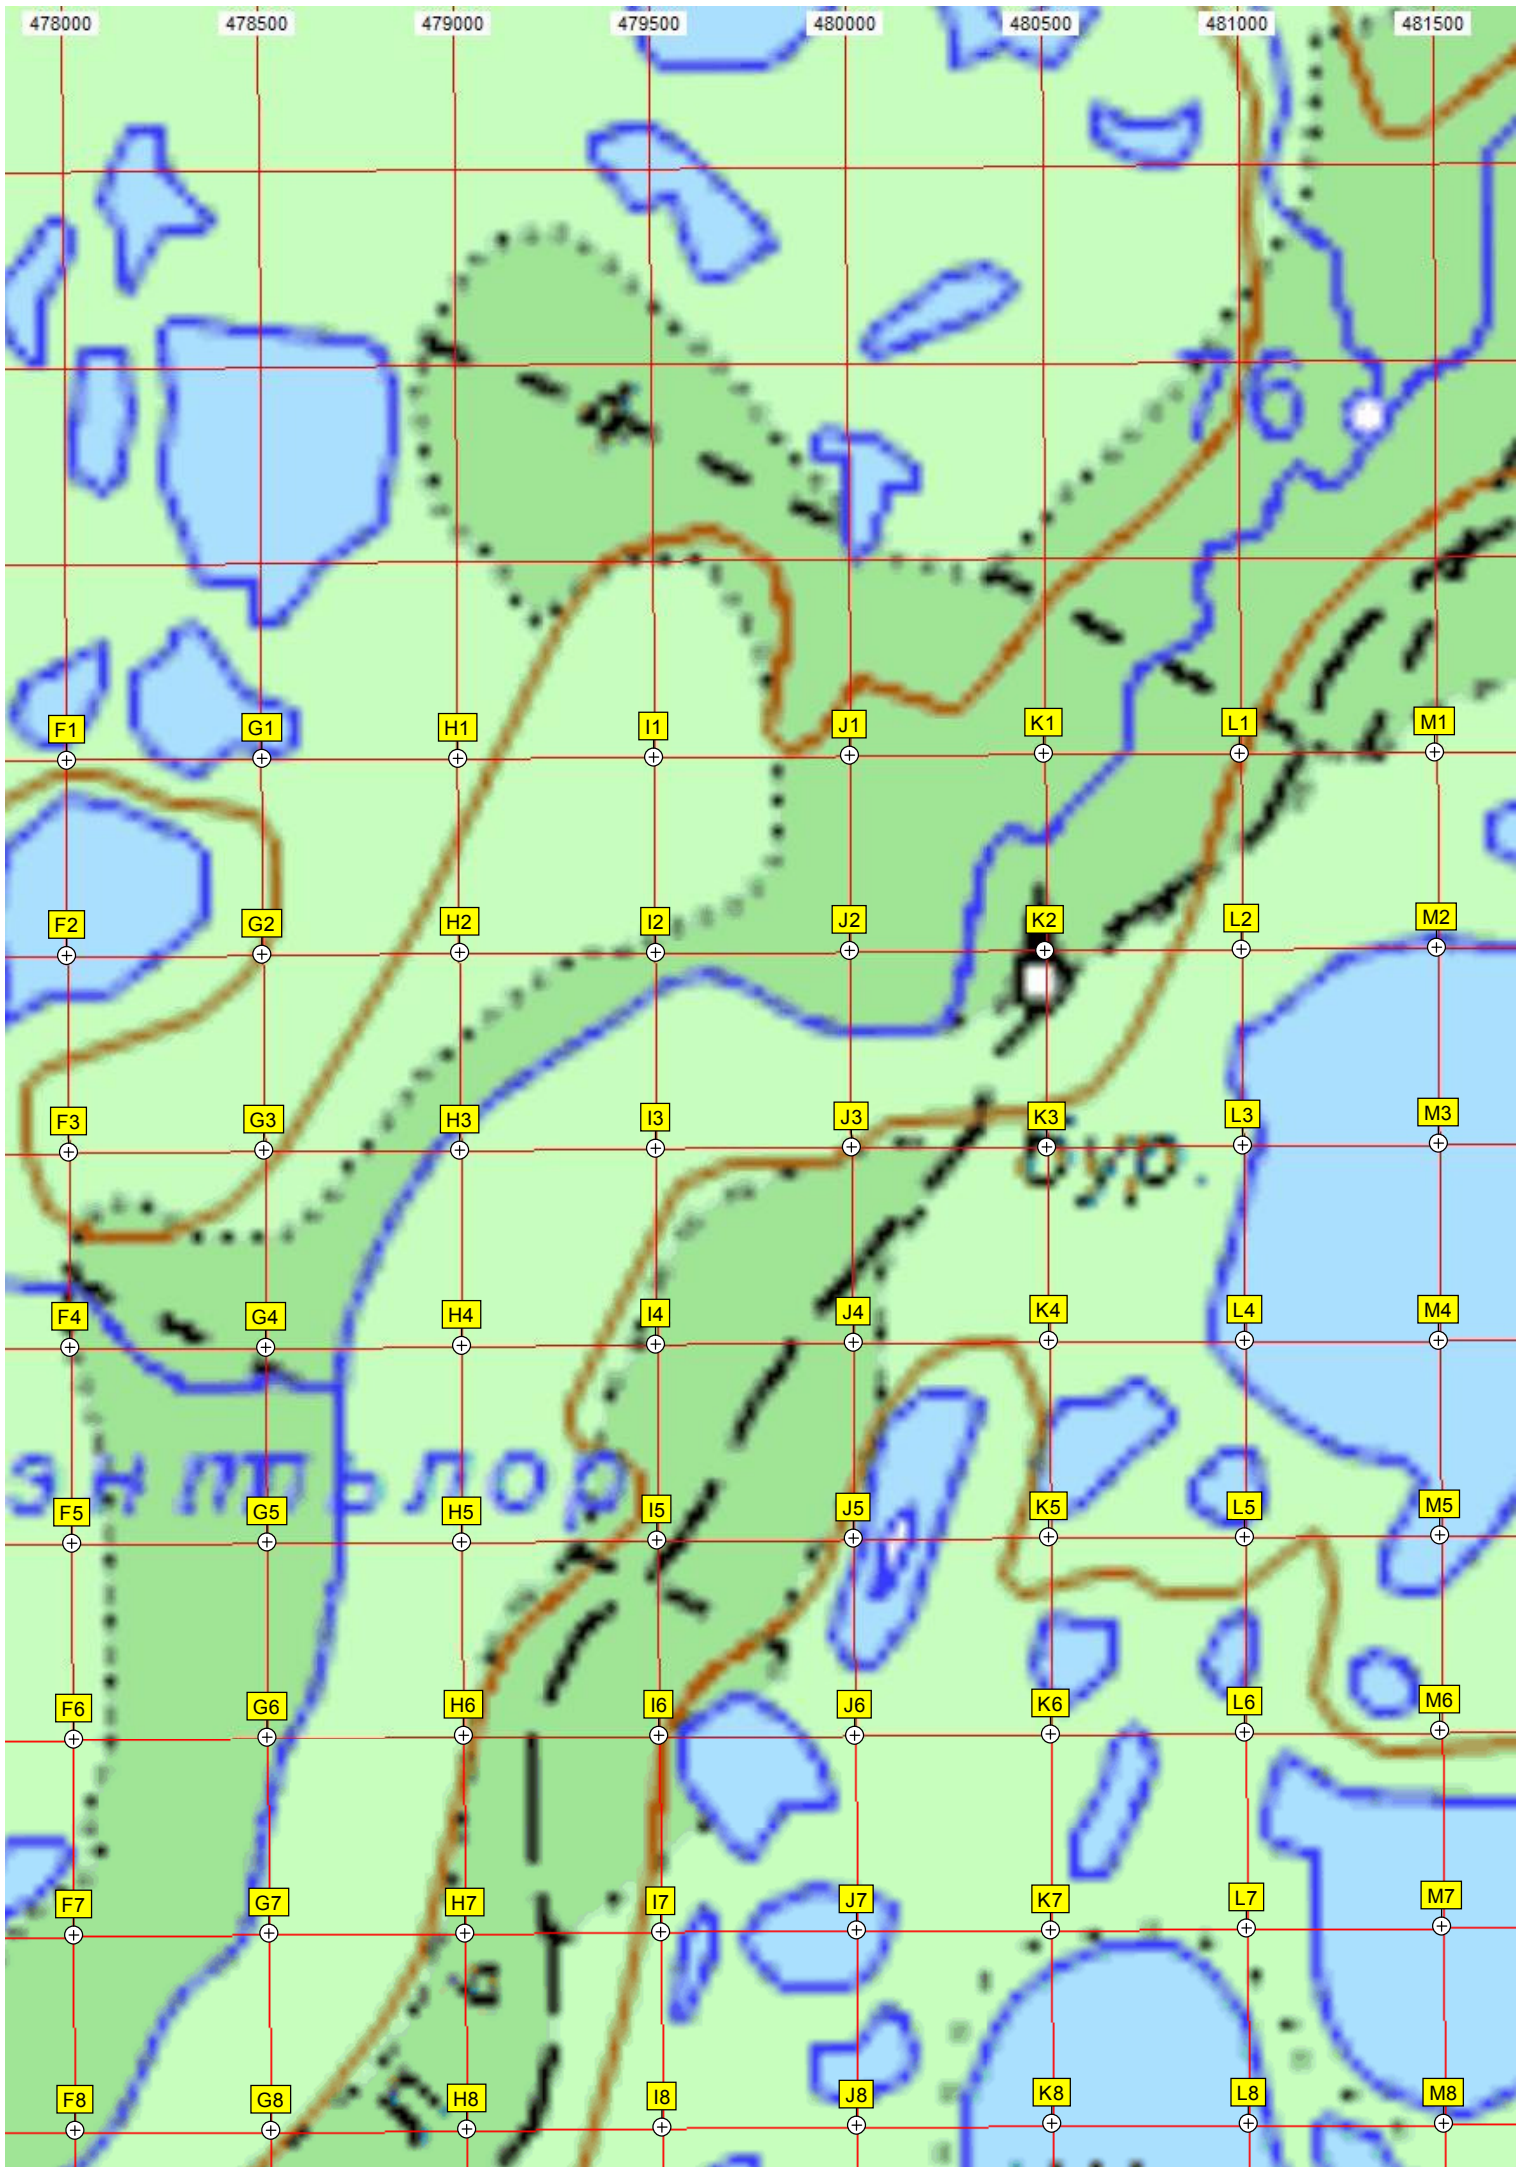 478000 478500 479000 479500 480000 480500 481000 481500
76
F1 G1 H1 I1 J1 K1 L1 M1
F2 G2 H2 I2 J2 K2 L2 M2
F3 G3 H3 I3 J3 K3 L3 M3
бур.
F4 G4 H4 I4 J4 K4 L4 M4
энтльпор
F5 G5 H5 I5 J5 K5 L5 M5
F6 G6 H6 I6 J6 K6 L6 M6
F7 G7 H7 I7 J7 K7 L7 M7
F8 G8 H8 I8 J8 K8 L8 M8